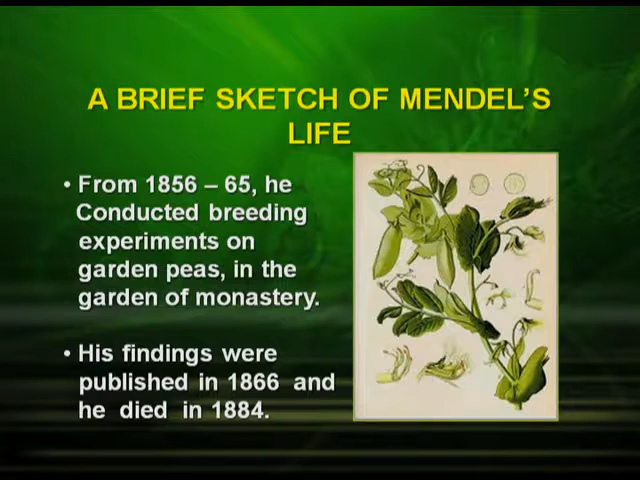 A BRIEF SKETCH OF MENDEL'S
LIFE
• From 1856 – 65, he
Conducted breeding
experiments on
garden peas, in the
garden of monastery.
• His findings were
published in 1866 and
he died in 1884.